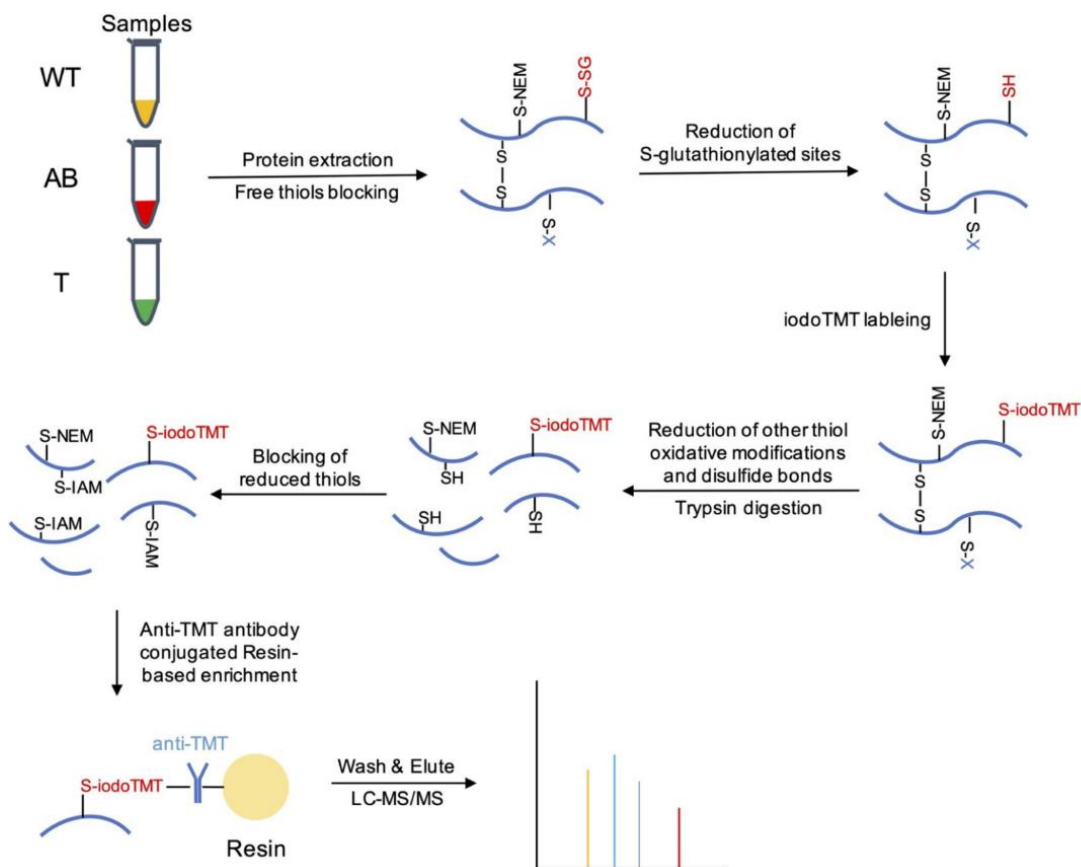 Samples
WT
AB
T
Protein extraction
Free thiols blocking
S-NEM
S-SG
S
S
S-X
Reduction of
S-glutathionylated sites
S-NEM
SH
S
S
S-X
iodoTMT lableing
S-NEM
S-iodoTMT
S
S
S-X
Reduction of other thiol
oxidative modifications
and disulfide bonds
Trypsin digestion
S-NEM
SH
S-iodoTMT
SH
SH
Blocking of
reduced thiols
S-NEM
S-IAM
S-iodoTMT
S-IAM
S-IAM
Anti-TMT antibody
conjugated Resin-
based enrichment
anti-TMT
S-iodoTMT
Resin
Wash & Elute
LC-MS/MS